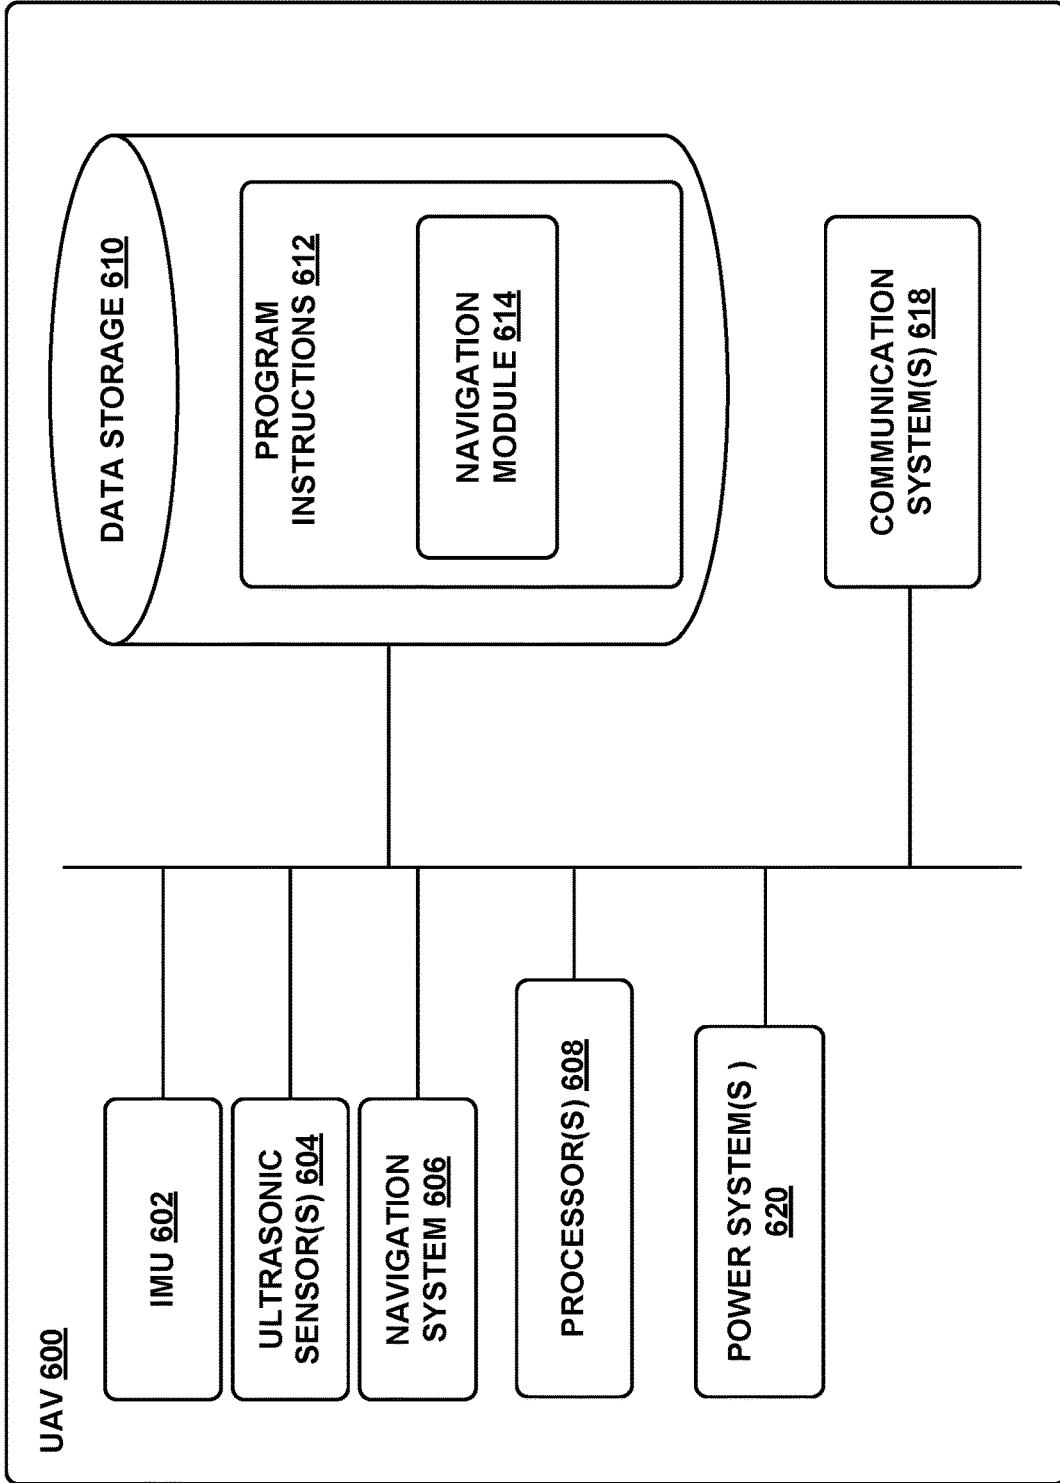 UAV 600
IMU 602
ULTRASONIC
SENSOR(S) 604
NAVIGATION
SYSTEM 606
PROCESSOR(S) 608
POWER SYSTEM(S )
620
DATA STORAGE 610
PROGRAM
INSTRUCTIONS 612
NAVIGATION
MODULE 614
COMMUNICATION
SYSTEM(S) 618